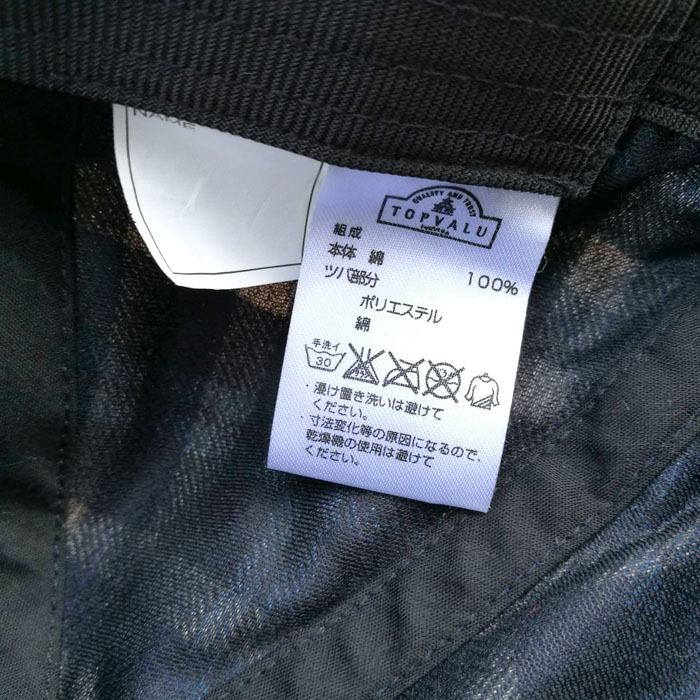 NAME
QUALITY AND TRUST
TOPVALU
組成
本体 綿
100%
ツバ部分
ポリエステル
綿
手洗イ
30
・浸け置き洗いは避けて
ください。
・寸法変化等の原因になるので、
乾燥機の使用は避けて
ください。